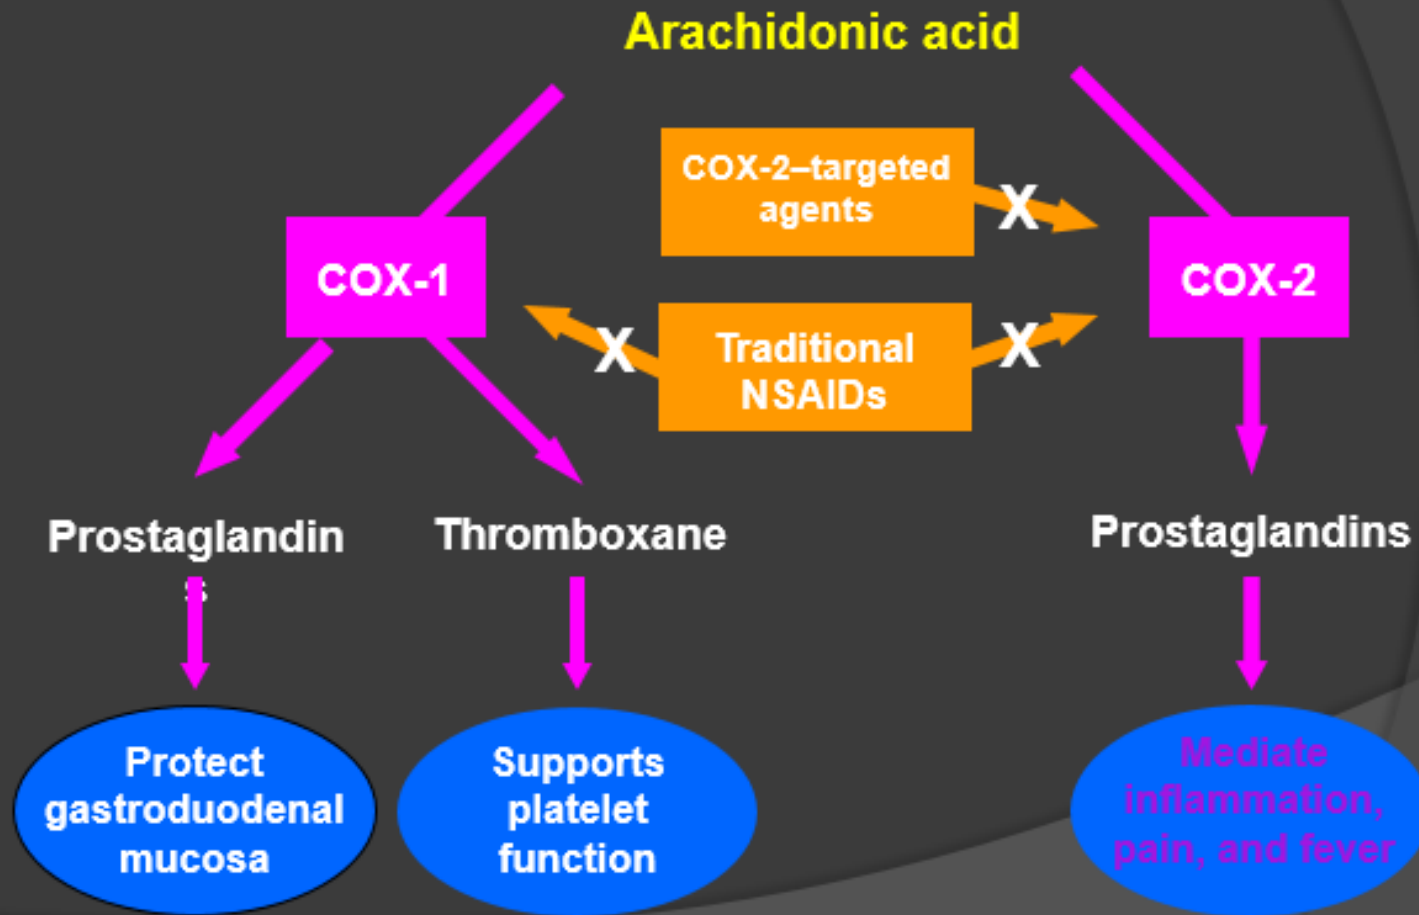 Arachidonic acid
COX-2–targeted
agents
COX-1
COX-2
Traditional
NSAIDs
X
X
X
Prostaglandin
s
Thromboxane
Prostaglandins
Protect
gastroduodenal
mucosa
Supports
platelet
function
Mediate
inflammation,
pain, and fever